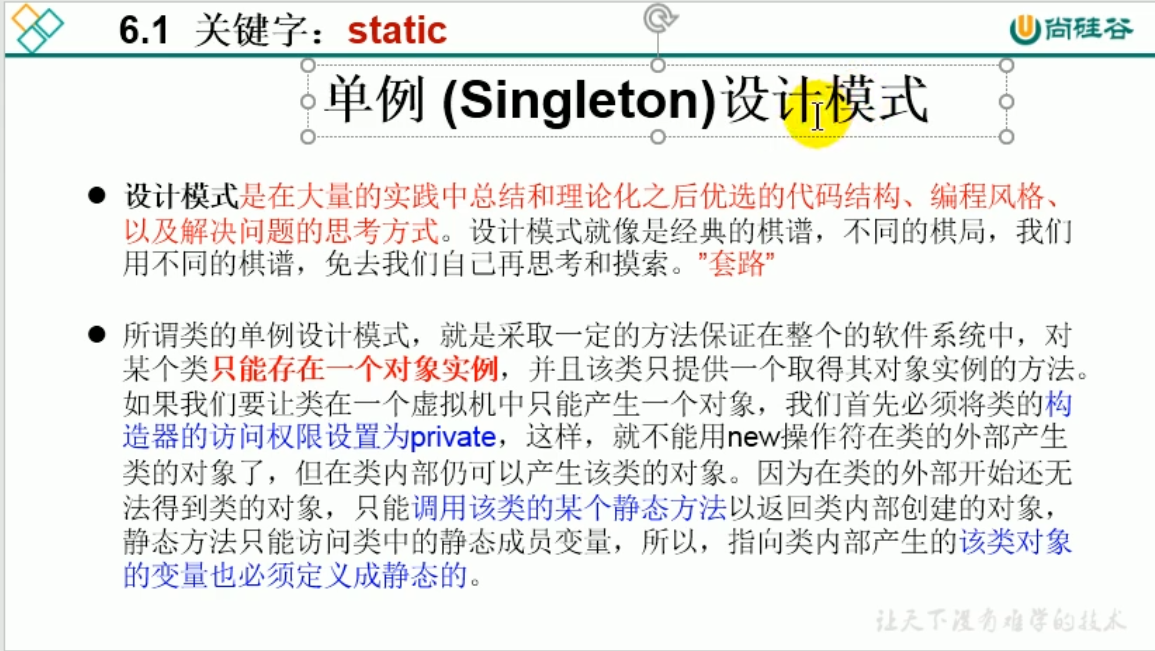 6.1 关键字：static
尚硅谷
单例 (Singleton)设计模式
● 设计模式是在大量的实践中总结和理论化之后优选的代码结构、编程风格、
以及解决问题的思考方式。设计模式就像是经典的棋谱，不同的棋局，我们
用不同的棋谱，免去我们自己再思考和摸索。”套路”
● 所谓类的单例设计模式，就是采取一定的方法保证在整个的软件系统中，对
某个类只能存在一个对象实例，并且该类只提供一个取得其对象实例的方法。
如果我们要让类在一个虚拟机中只能产生一个对象，我们首先必须将类的构
造器的访问权限设置为private，这样，就不能用new操作符在类的外部产生
类的对象了，但在类内部仍可以产生该类的对象。因为在类的外部开始还无
法得到类的对象，只能调用该类的某个静态方法以返回类内部创建的对象，
静态方法只能访问类中的静态成员变量，所以，指向类内部产生的该类对象
的变量也必须定义成静态的。
让天下没有难学的技术